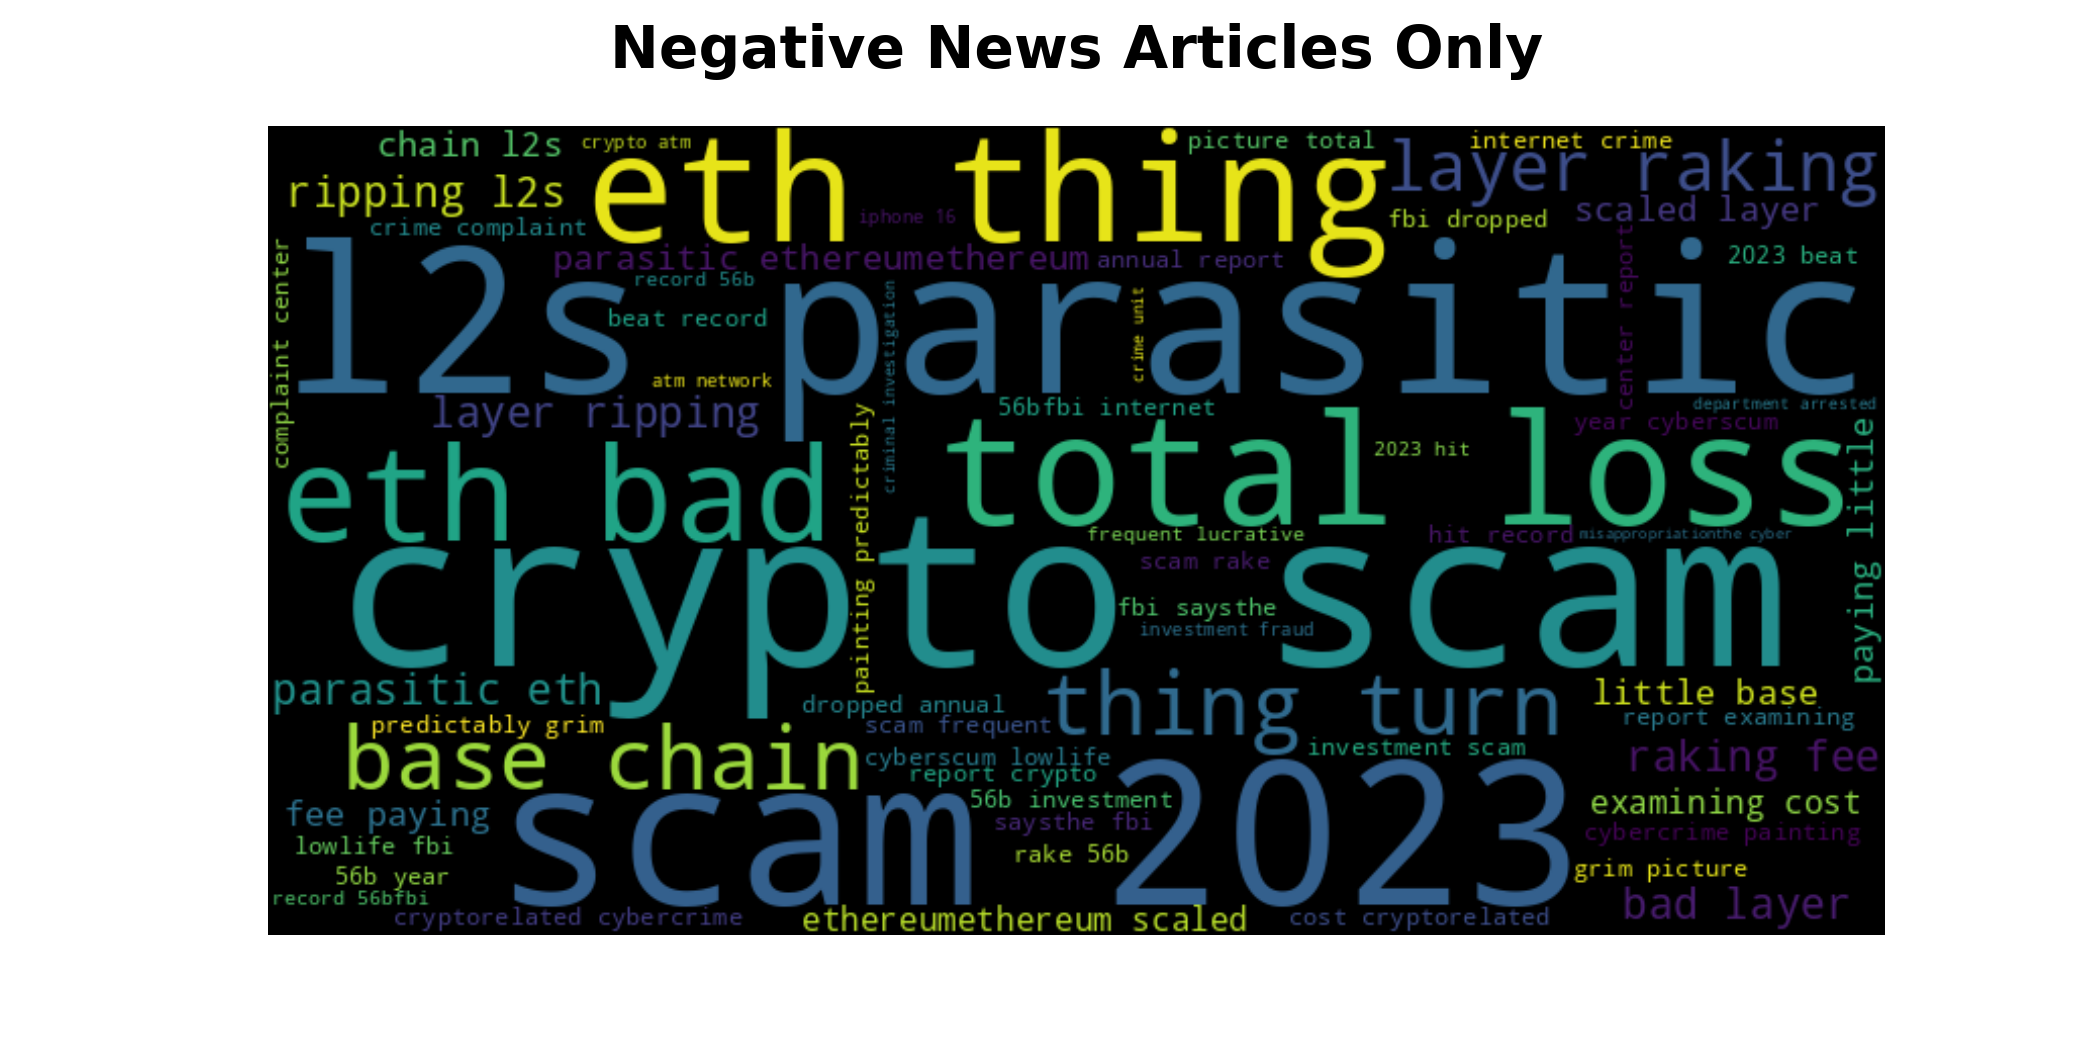 Negative News Articles Only
chain l2s
crypto atm
eth thing
picture total
internet crime
layer raking
ripping l2s
iphone 16
fbi dropped
scaled layer
crime complaint
complaint center
l2s parasitic
parasitic ethereumethereum
annual report
center report
2023 beat
record 56b
beat record
criminal investigation
crime unit
atm network
layer ripping
painting predictably
56bfbi internet
department arrested
year cyberscum
paying little
eth bad
total loss
2023 hit
crypto scam
frequent lucrative
hit record
misappropriationthe cyber
scam rake
fbi saysthe
investment fraud
parasitic eth
dropped annual
thing turn
little base
predictably grim
scam frequent
report examining
base chain
cyberscum lowlife
investment scam
raking fee
report crypto
scam 2023
56b investment
examining cost
fee paying
saysthe fbi
cybercrime painting
lowlife fbi
rake 56b
grim picture
56b year
record 56bfbi
bad layer
cryptorelated cybercrime
ethereumethereum scaled
cost cryptorelated